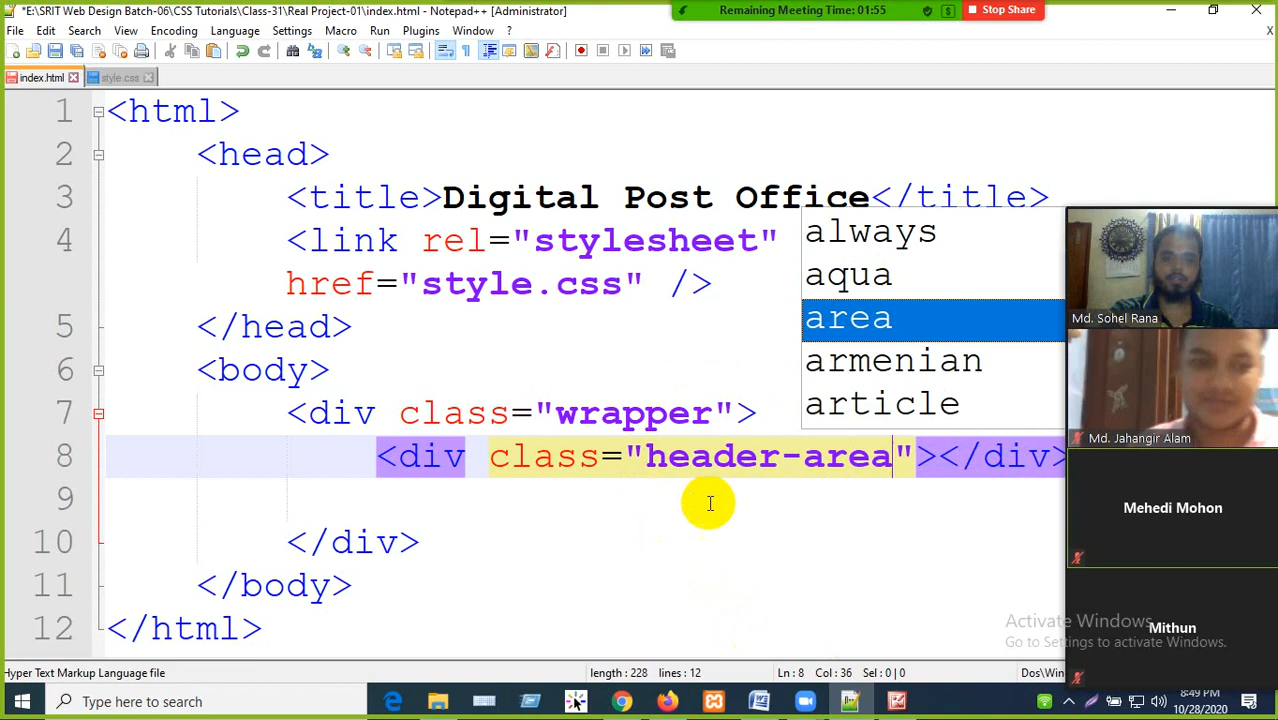 *E:\SRIT Web Design Batch-06\CSS Tutorials\Class-31\Real Project-01\index.html - Notepad++ [Administrator]
Remaining Meeting Time: 01:55
Stop Share
File Edit Search View Encoding Language Settings Macro Run Plugins Window ? X
index.html style.css
1 <html>
2 <head>
3 <title>Digital Post Office</title>
4 <link rel="stylesheet"
href="style.css" />
5 </head>
6 <body>
7 <div class="wrapper">
8 <div class="header-area"></div>
9
10 </div>
11 </body>
12 </html>
always
aqua
area
armenian
article
Md. Sohel Rana
Md. Jahangir Alam
Mehedi Mohon
Mithun
Activate Windows
Go to Settings to activate Windows.
Hyper Text Markup Language file length : 228 lines : 12 Ln : 8 Col : 36 Sel : 0 | 0 Dos\Win
Type here to search
8:49 PM
10/28/2020